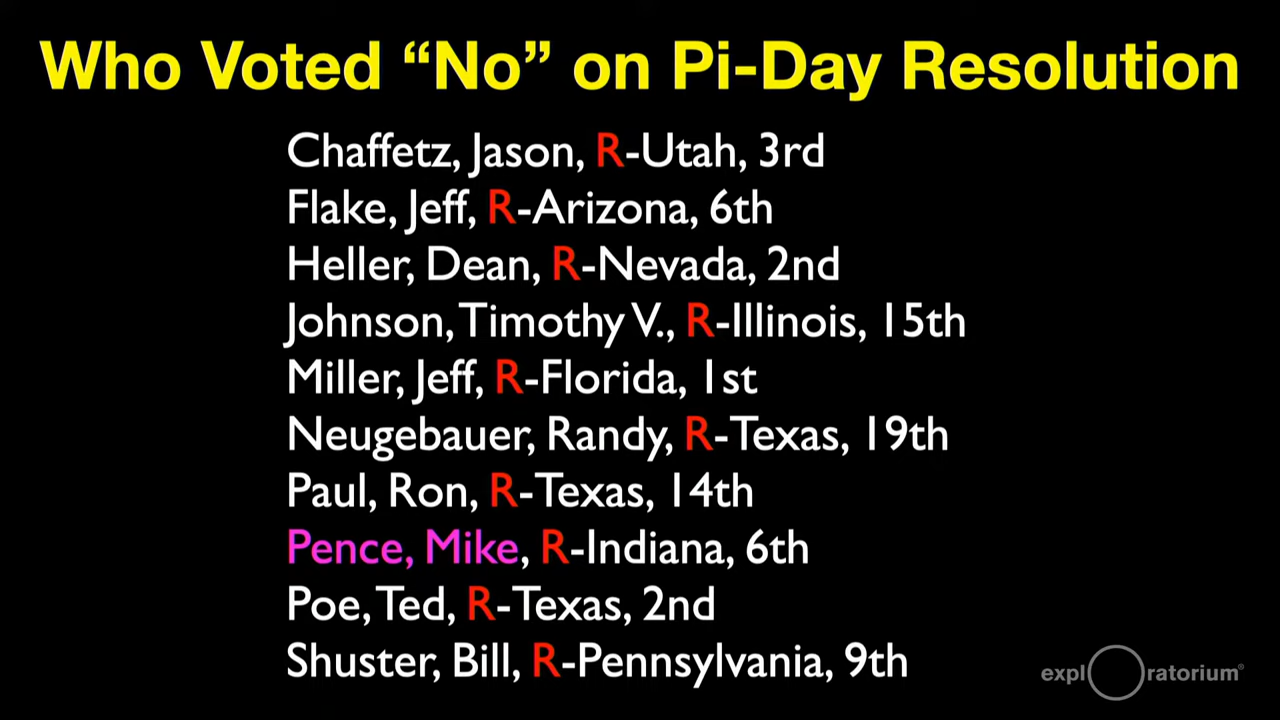 Who Voted “No” on Pi-Day Resolution
Chaffetz, Jason, R-Utah, 3rd
Flake, Jeff, R-Arizona, 6th
Heller, Dean, R-Nevada, 2nd
Johnson, Timothy V., R-Illinois, 15th
Miller, Jeff, R-Florida, 1st
Neugebauer, Randy, R-Texas, 19th
Paul, Ron, R-Texas, 14th
Pence, Mike, R-Indiana, 6th
Poe, Ted, R-Texas, 2nd
Shuster, Bill, R-Pennsylvania, 9th
exploratorium®